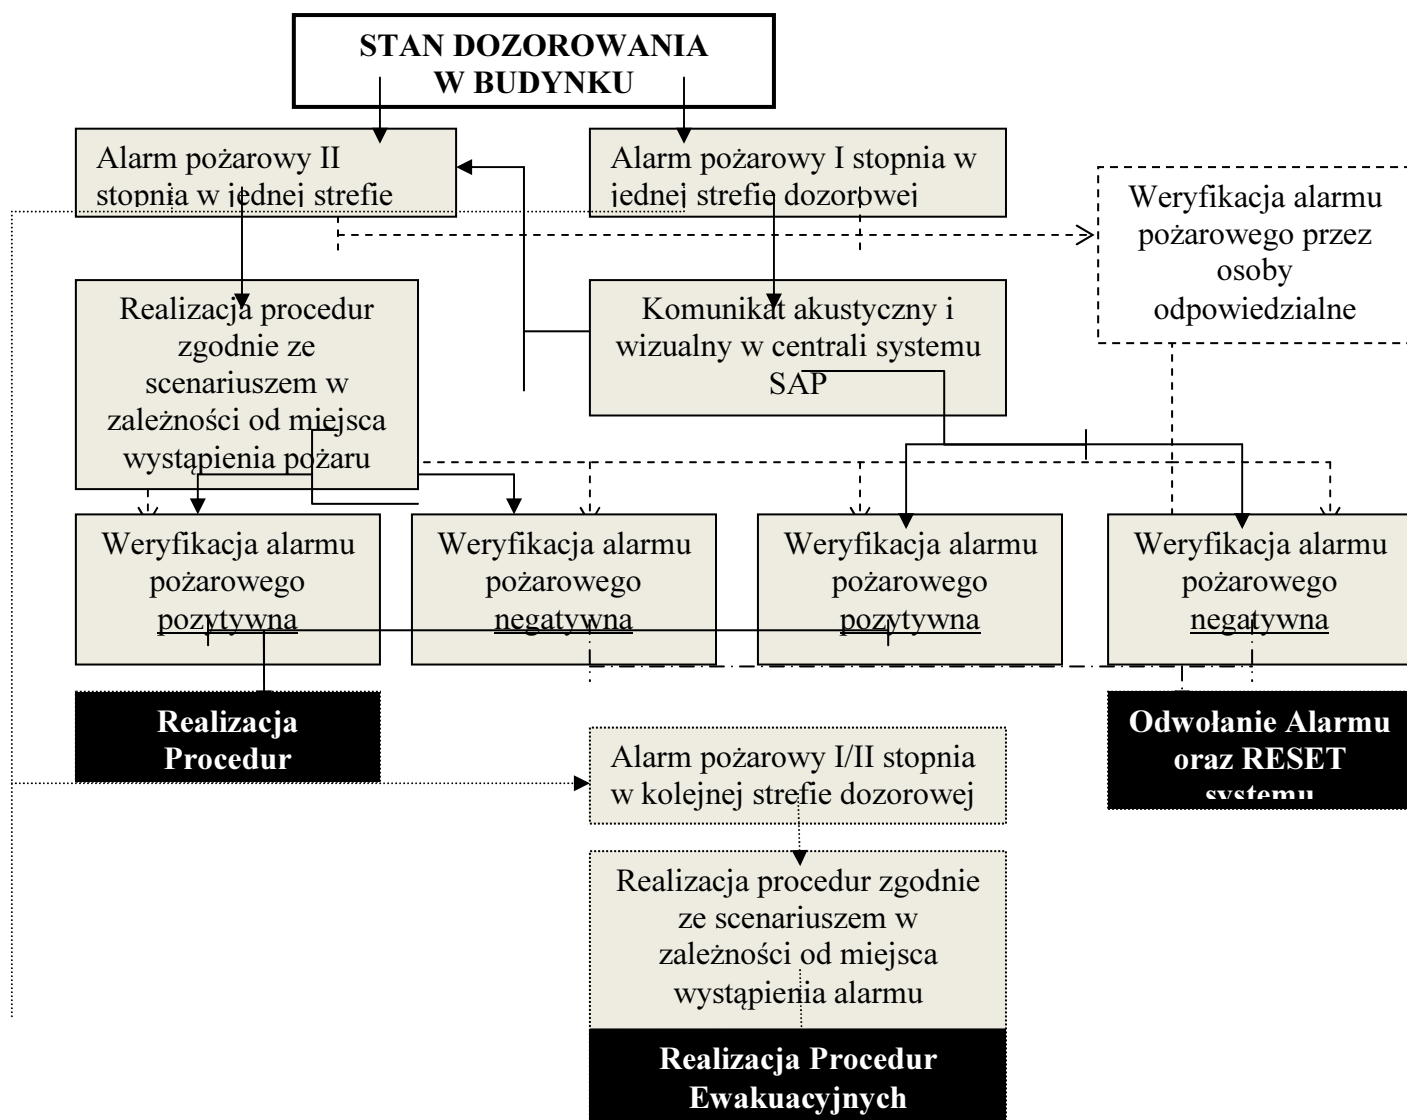 STAN DOZOROWANIA
W BUDYNKU
Alarm pożarowy II
stopnia w jednej strefie
Alarm pożarowy I stopnia w
jednej strefie dozorowej
Weryfikacja alarmu
pożarowego przez
osoby
odpowiedzialne
Realizacja procedur
zgodnie ze
scenariuszem w
zależności od miejsca
wystąpienia pożaru
Komunikat akustyczny i
wizualny w centrali systemu
SAP
Weryfikacja alarmu
pożarowego
pozytywna
Weryfikacja alarmu
pożarowego
negatywna
Weryfikacja alarmu
pożarowego
pozytywna
Weryfikacja alarmu
pożarowego
negatywna
Realizacja
Procedur
Odwołanie Alarmu
oraz RESET
systemu
Alarm pożarowy I/II stopnia
w kolejnej strefie dozorowej
Realizacja procedur zgodnie
ze scenariuszem w
zależności od miejsca
wystąpienia alarmu
Realizacja Procedur
Ewakuacyjnych